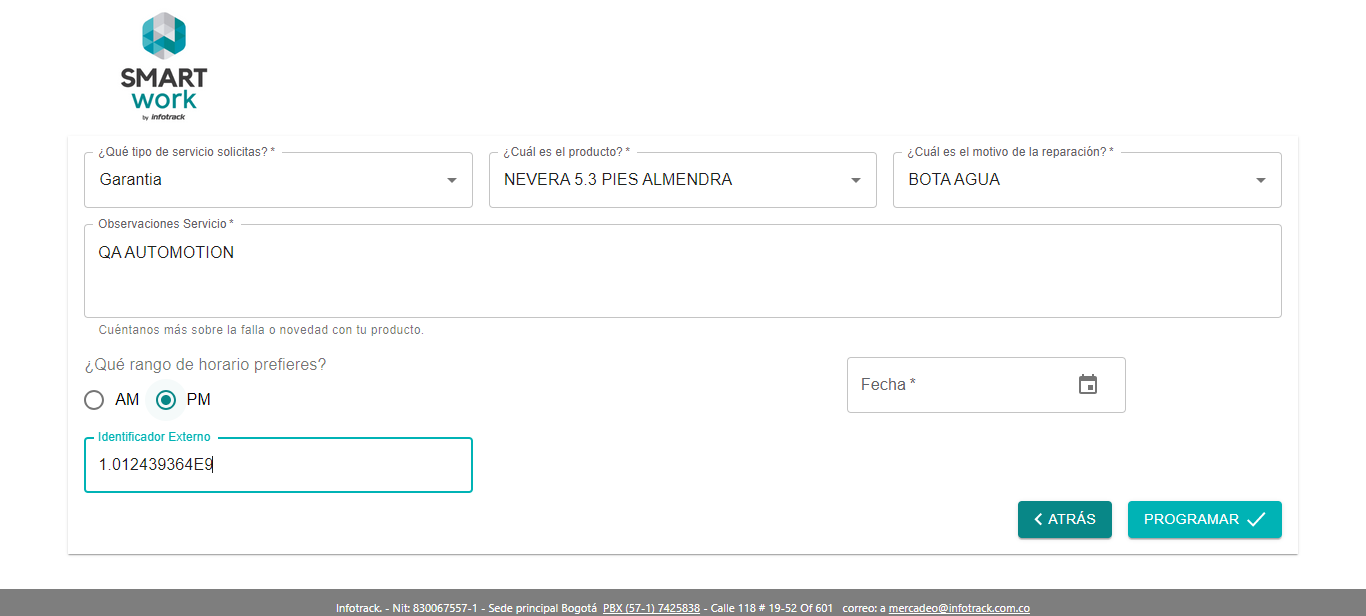 SMART
work
by infotrack
¿Qué tipo de servicio solicitas? *
Garantia
¿Cuál es el producto? *
NEVERA 5.3 PIES ALMENDRA
¿Cuál es el motivo de la reparación? *
BOTA AGUA
Observaciones Servicio *
QA AUTOMOTION
Cuéntanos más sobre la falla o novedad con tu producto.
¿Qué rango de horario prefieres?
AM
PM
Fecha *
Identificador Externo
1.012439364E9
ATRÁS
PROGRAMAR
Infotrack. - Nit: 830067557-1 - Sede principal Bogotá PBX (57-1) 7425838 - Calle 118 # 19-52 Of 601 correo: a mercadeo@infotrack.com.co